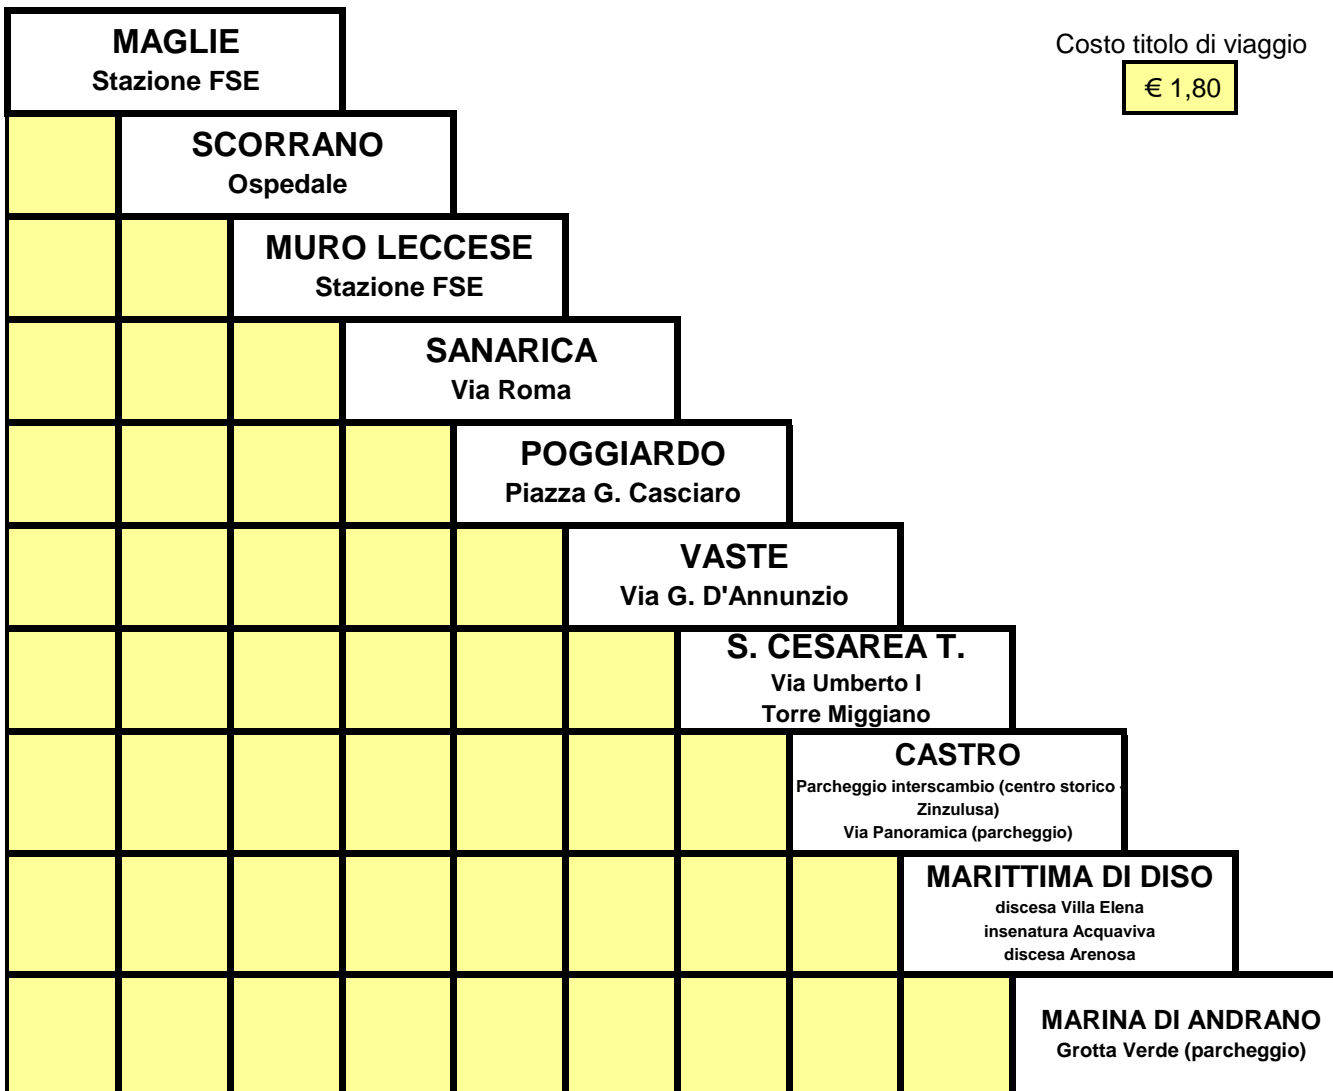 MAGLIE
Stazione FSE
Costo titolo di viaggio
€ 1,80
SCORRANO
Ospedale
MURO LECCESE
Stazione FSE
SANARICA
Via Roma
POGGIARDO
Piazza G. Casciaro
VASTE
Via G. D'Annunzio
S. CESAREA T.
Via Umberto I
Torre Miggiano
CASTRO
Parcheggio interscambio (centro storico -
Zinzulusa)
Via Panoramica (parcheggio)
MARITTIMA DI DISO
discesa Villa Elena
insenatura Acquaviva
discesa Arenosa
MARINA DI ANDRANO
Grotta Verde (parcheggio)